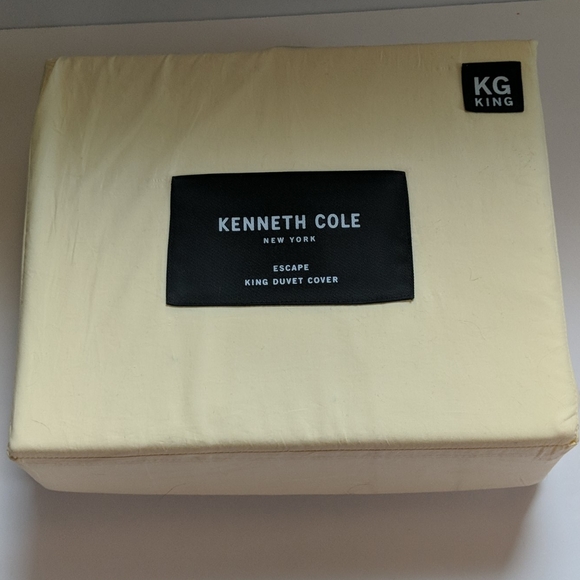 KG
KING
KENNETH COLE
NEW YORK
ESCAPE
KING DUVET COVER